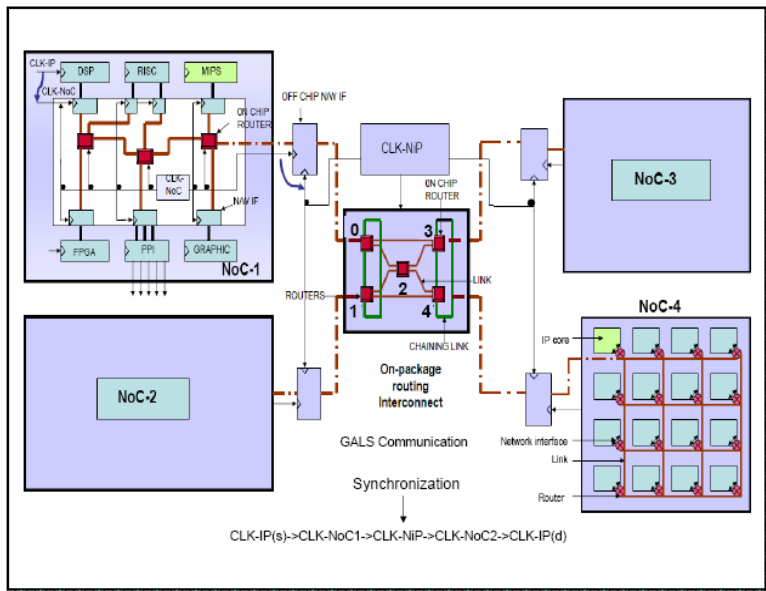 CLK-IP
DSP
RISC
MIPS
CLK-NoC
ON CHIP
ROUTER
CLK-
NoC
N/W IF
FPGA
PPI
GRAPHIC
NoC-1
OFF CHIP N/W IF
CLK-NiP
0N CHIP
ROUTER
0
3
2
1
4
LINK
ROUTERS
CHAINING LINK
NoC-3
NoC-2
On-package
routing
Interconnect
GALS Communication
NoC-4
IP core
Network interface
Link
Router
Synchronization
CLK-IP(s)->CLK-NoC1->CLK-NiP->CLK-NoC2->CLK-IP(d)